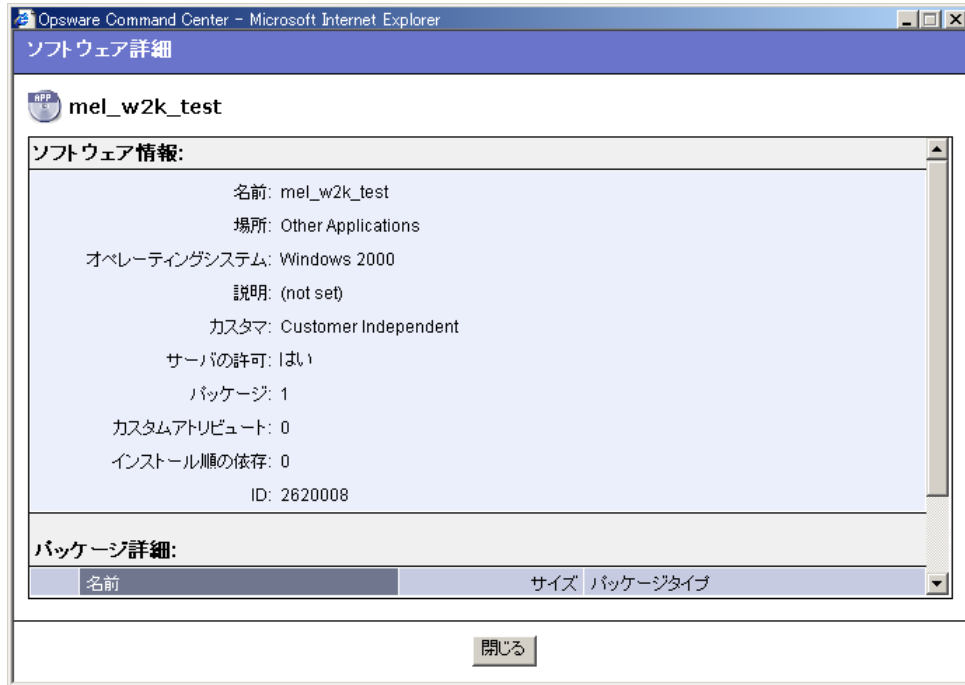 Opsware Command Center - Microsoft Internet Explorer
ソフトウェア詳細
APP
mel_w2k_test
ソフトウェア情報:
名前: mel_w2k_test
場所: Other Applications
オペレーティングシステム: Windows 2000
説明: (not set)
カスタマ: Customer Independent
サーバの許可: はい
パッケージ: 1
カスタムアトリビュート: 0
インストール順の依存: 0
ID: 2620008
パッケージ詳細:
名前 サイズ パッケージタイプ
閉じる